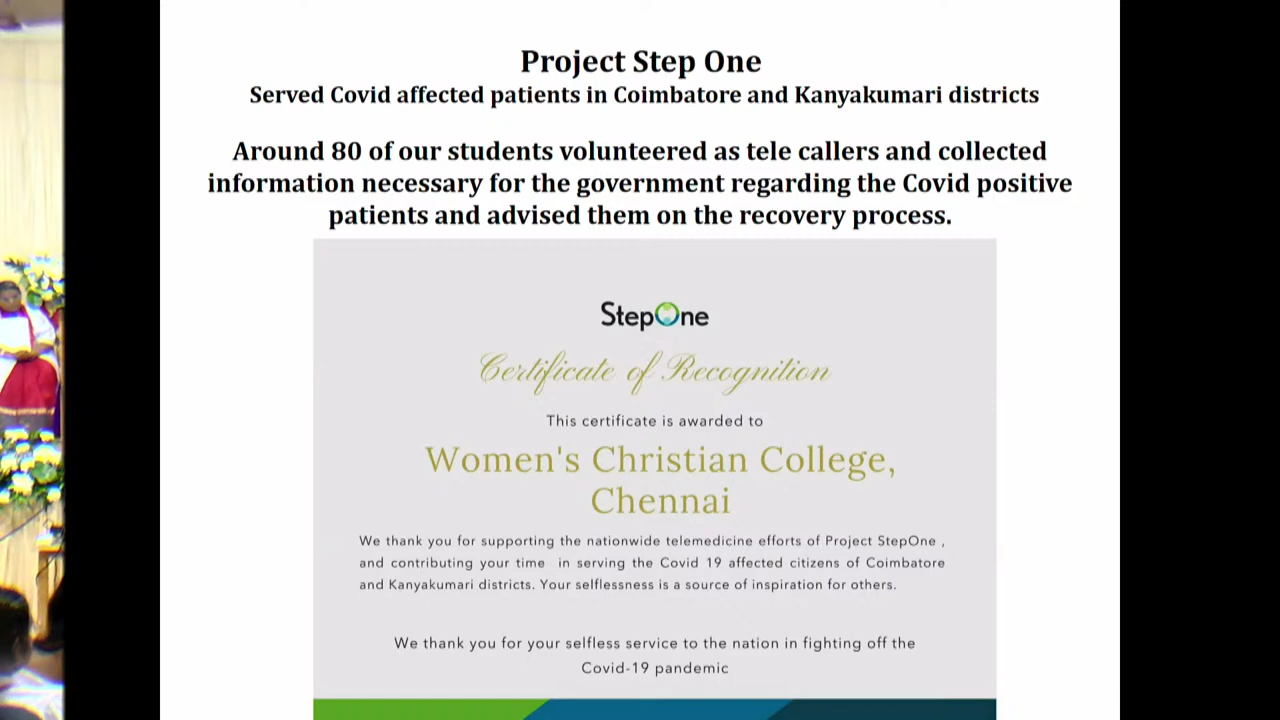 Project Step One
Served Covid affected patients in Coimbatore and Kanyakumari districts
Around 80 of our students volunteered as tele callers and collected
information necessary for the government regarding the Covid positive
patients and advised them on the recovery process.
StepOne
Certificate of Recognition
This certificate is awarded to
Women's Christian College,
Chennai
We thank you for supporting the nationwide telemedicine efforts of Project StepOne ,
and contributing your time in serving the Covid 19 affected citizens of Coimbatore
and Kanyakumari districts. Your selflessness is a source of inspiration for others.
We thank you for your selfless service to the nation in fighting off the
Covid-19 pandemic